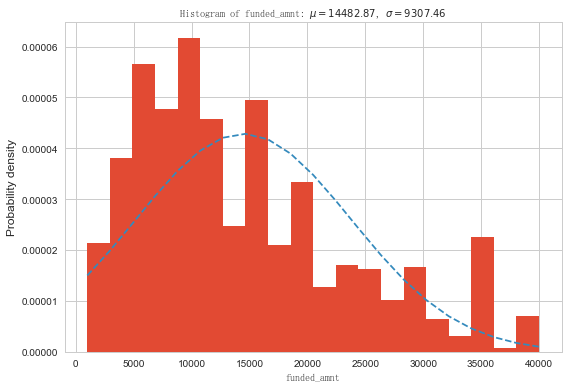 Histogram of funded_amnt: μ = 14482.87, σ = 9307.46
0.00006
0.00005
0.00004
0.00003
0.00002
0.00001
0.00000
Probability density
0 5000 10000 15000 20000 25000 30000 35000 40000
funded_amnt